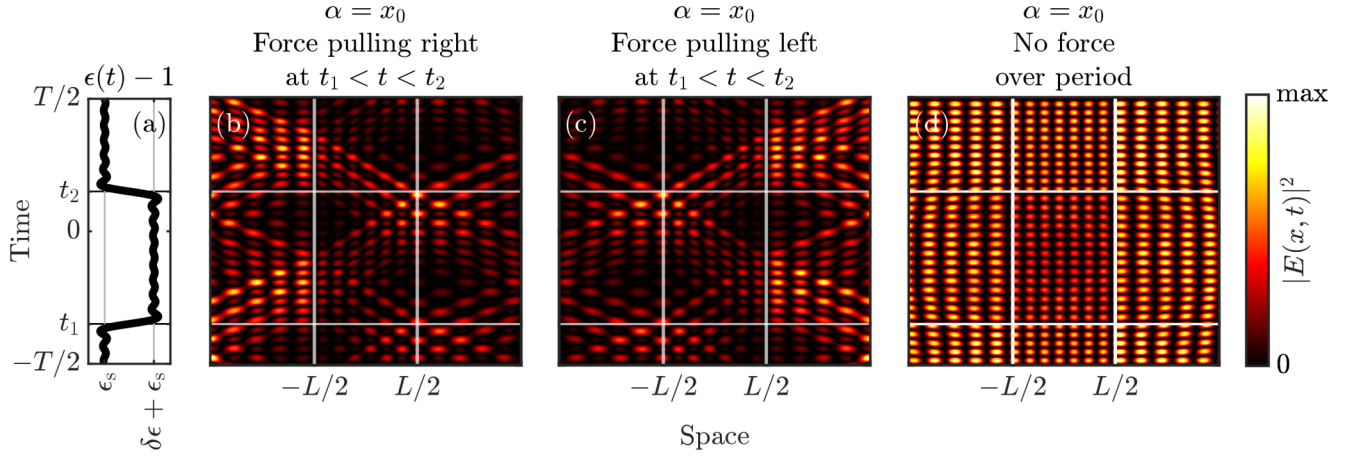 α = x₀
Force pulling right
at t₁ < t < t₂
α = x₀
Force pulling left
at t₁ < t < t₂
α = x₀
No force
over period
ϵ(t) − 1
T/2
t₂
0
t₁
−T/2
Time
ϵₛ
δϵ + ϵₛ
(a)
(b)
−L/2
L/2
(c)
−L/2
L/2
(d)
−L/2
L/2
Space
max
0
|E(x, t)|²